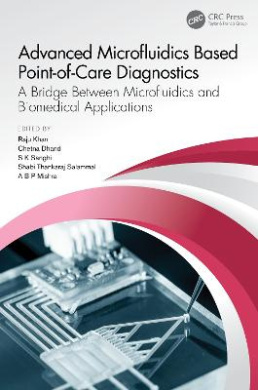 CRC Press
Taylor & Francis Group
Advanced Microfluidics Based
Point-of-Care Diagnostics
A Bridge Between Microfluidics and
Biomedical Applications
EDITED BY
Raju Khan
Chetna Dhand
S K Sanghi
Shabi Thankaraj Salammal
A B P Mishra